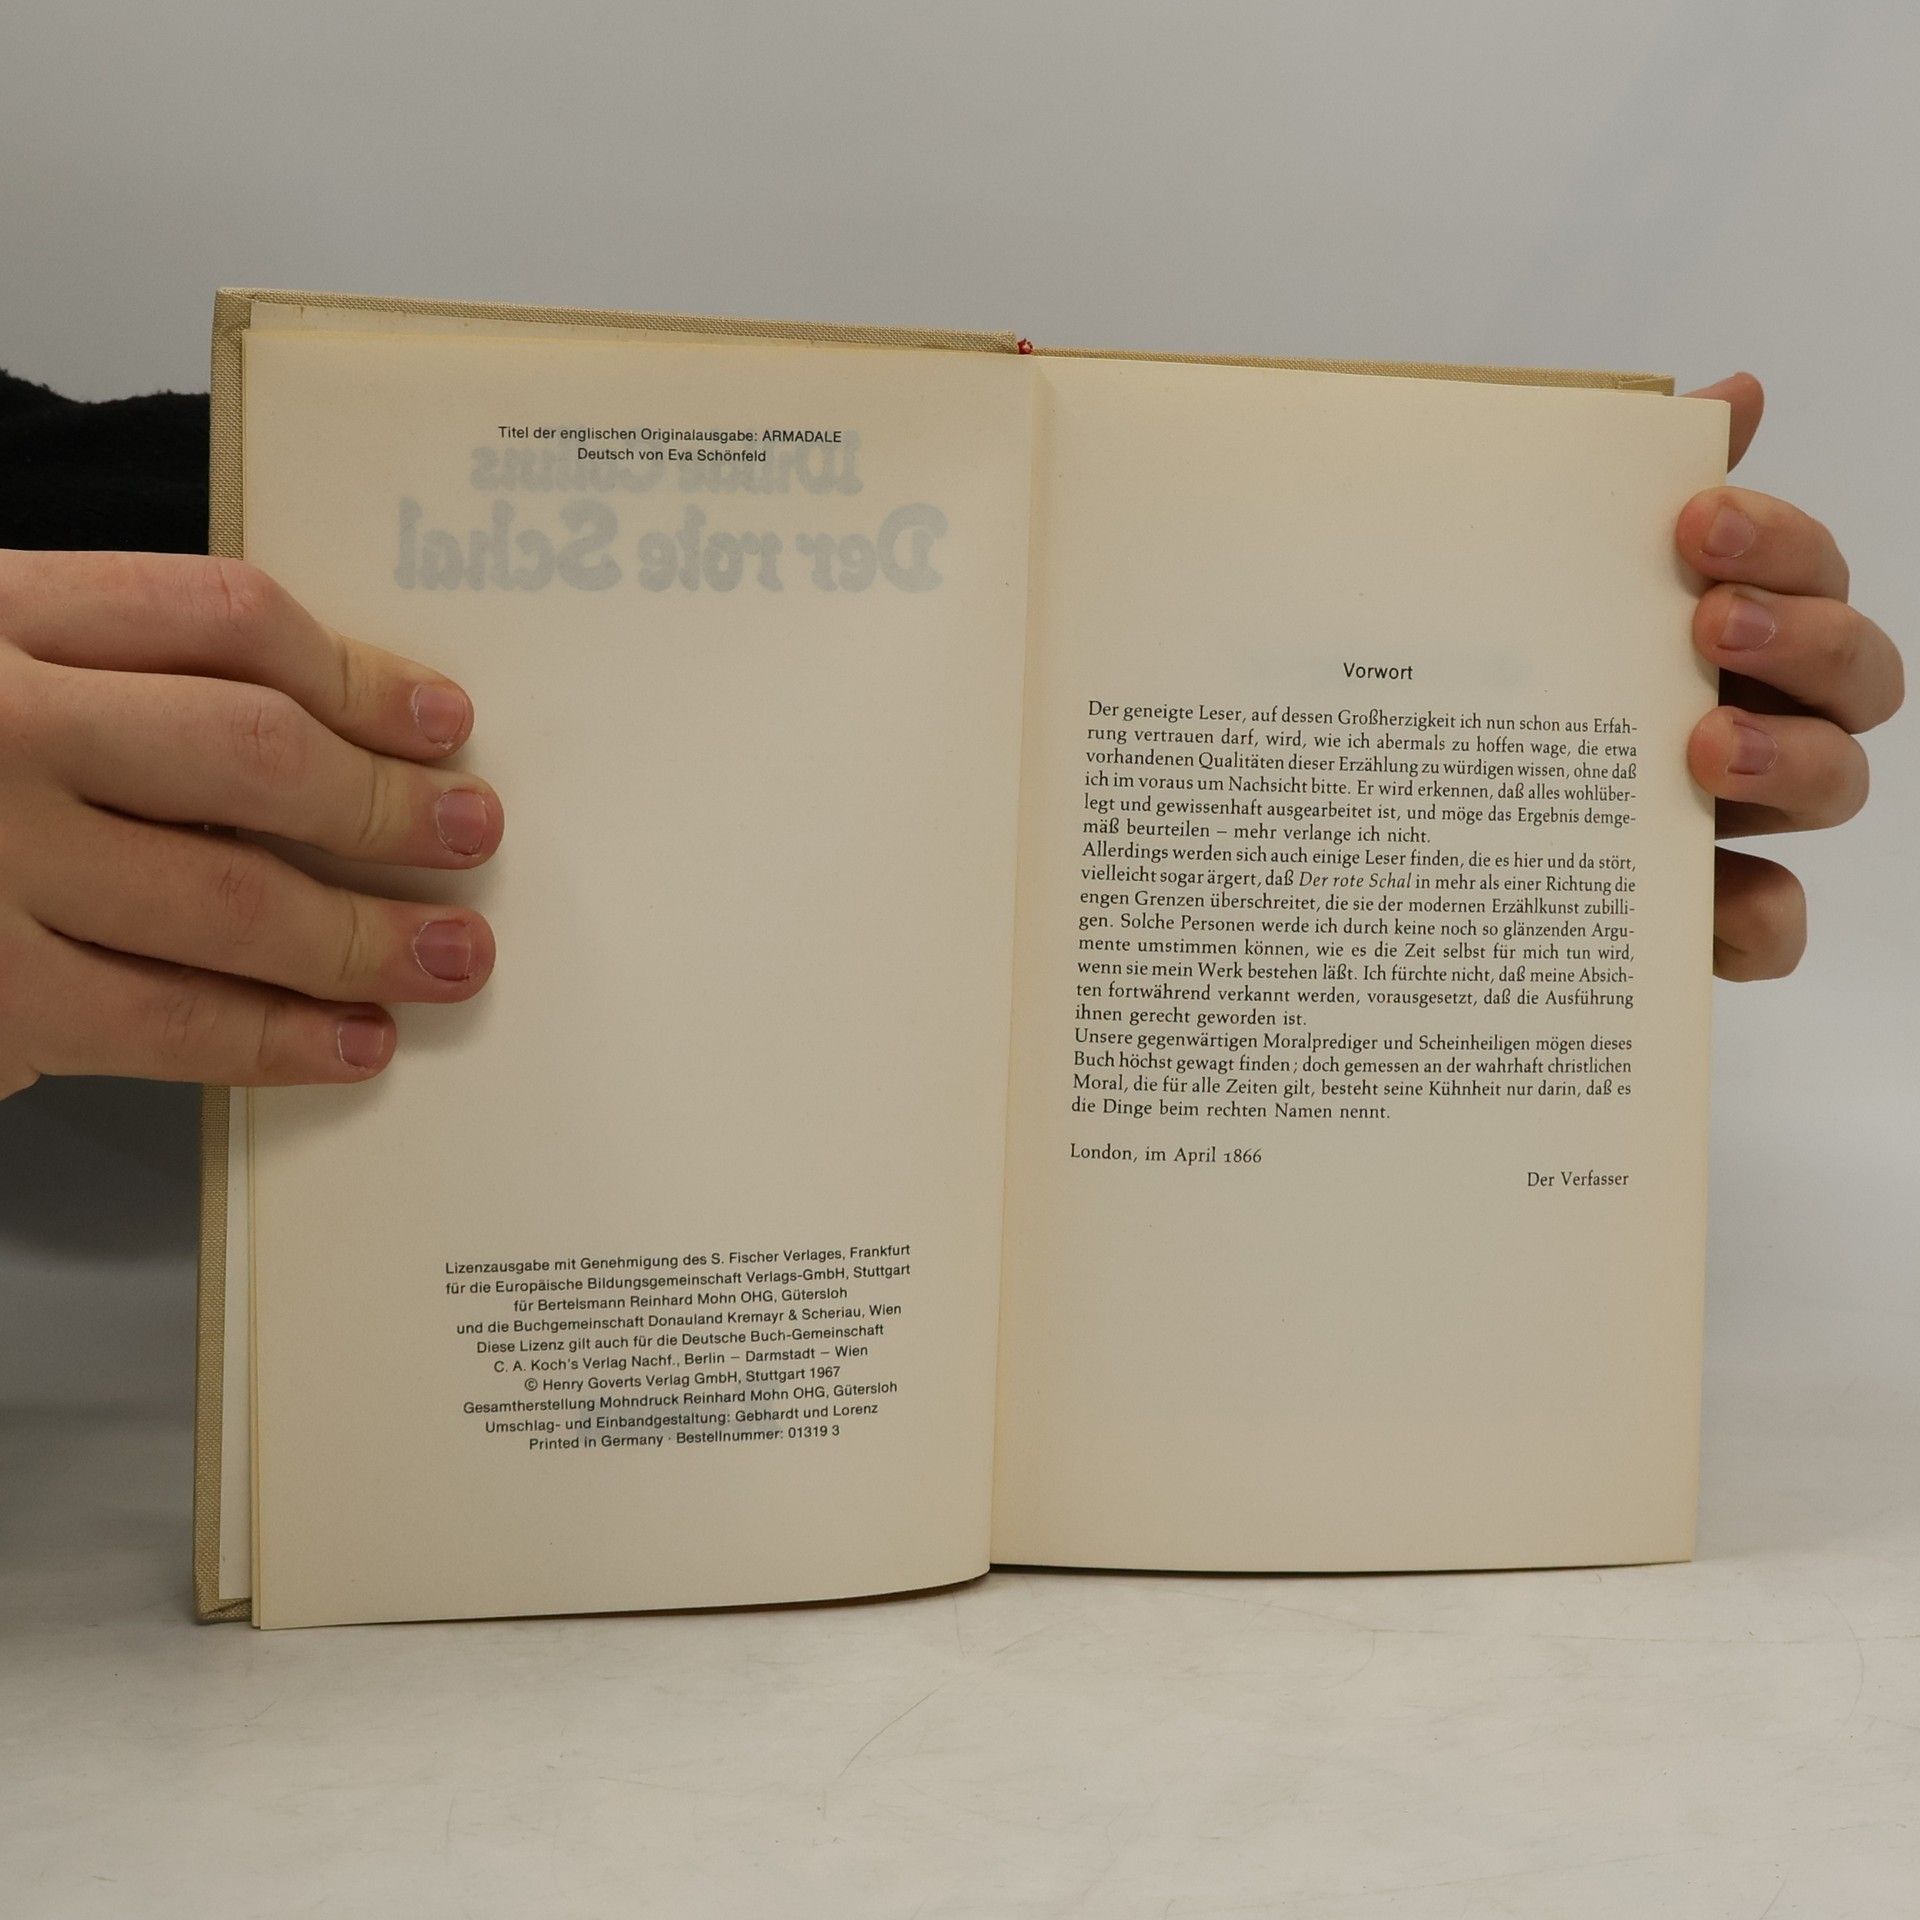 Titel der englischen Originalausgabe: ARMADALE
Deutsch von Eva Schönfeld
Wilkie Collins
Der rote Schal
Lizenzausgabe mit Genehmigung des S. Fischer Verlages, Frankfurt
für die Europäische Bildungsgemeinschaft Verlags-GmbH, Stuttgart
für Bertelsmann Reinhard Mohn OHG, Gütersloh
und die Buchgemeinschaft Donauland Kremayr & Scheriau, Wien
Diese Lizenz gilt auch für die Deutsche Buch-Gemeinschaft
C. A. Koch's Verlag Nachf., Berlin – Darmstadt – Wien
© Henry Goverts Verlag GmbH, Stuttgart 1967
Gesamtherstellung Mohndruck Reinhard Mohn OHG, Gütersloh
Umschlag- und Einbandgestaltung: Gebhardt und Lorenz
Printed in Germany · Bestellnummer: 01319 3
Vorwort
Der geneigte Leser, auf dessen Großherzigkeit ich nun schon aus Erfah-
rung vertrauen darf, wird, wie ich abermals zu hoffen wage, die etwa
vorhandenen Qualitäten dieser Erzählung zu würdigen wissen, ohne daß
ich im voraus um Nachsicht bitte. Er wird erkennen, daß alles wohlüber-
legt und gewissenhaft ausgearbeitet ist, und möge das Ergebnis demge-
mäß beurteilen – mehr verlange ich nicht.
Allerdings werden sich auch einige Leser finden, die es hier und da stört,
vielleicht sogar ärgert, daß Der rote Schal in mehr als einer Richtung die
engen Grenzen überschreitet, die sie der modernen Erzählkunst zubilli-
gen. Solche Personen werde ich durch keine noch so glänzenden Argu-
mente umstimmen können, wie es die Zeit selbst für mich tun wird,
wenn sie mein Werk bestehen läßt. Ich fürchte nicht, daß meine Absich-
ten fortwährend verkannt werden, vorausgesetzt, daß die Ausführung
ihnen gerecht geworden ist.
Unsere gegenwärtigen Moralprediger und Scheinheiligen mögen dieses
Buch höchst gewagt finden; doch gemessen an der wahrhaft christlichen
Moral, die für alle Zeiten gilt, besteht seine Kühnheit nur darin, daß es
die Dinge beim rechten Namen nennt.
London, im April 1866
Der Verfasser